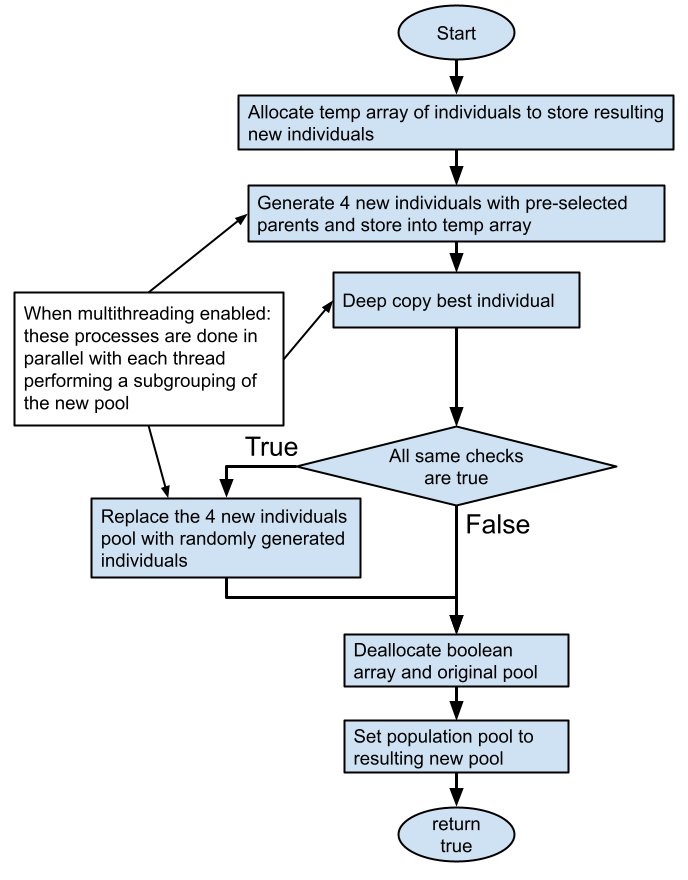 Start
Allocate temp array of individuals to store resulting
new individuals
Generate 4 new individuals with pre-selected
parents and store into temp array
Deep copy best individual
When multithreading enabled:
these processes are done in
parallel with each thread
performing a subgrouping of
the new pool
All same checks
are true
True
False
Replace the 4 new individuals
pool with randomly generated
individuals
Deallocate boolean
array and original pool
Set population pool to
resulting new pool
return
true